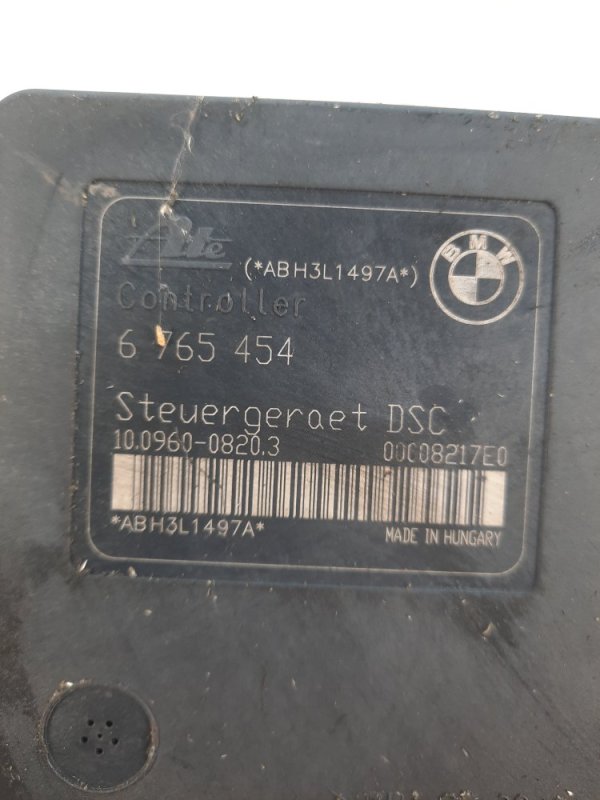 Ate
(*ABH3L1497A*)
BMW
Controller
6 765 454
Steuergeraet DSC
10.0960-0820.3 00C08217E0
*ABH3L1497A*
MADE IN HUNGARY